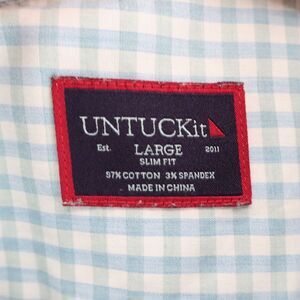 UNTUCKit
Est. LARGE 2011
SLIM FIT
97% COTTON 3% SPANDEX
MADE IN CHINA